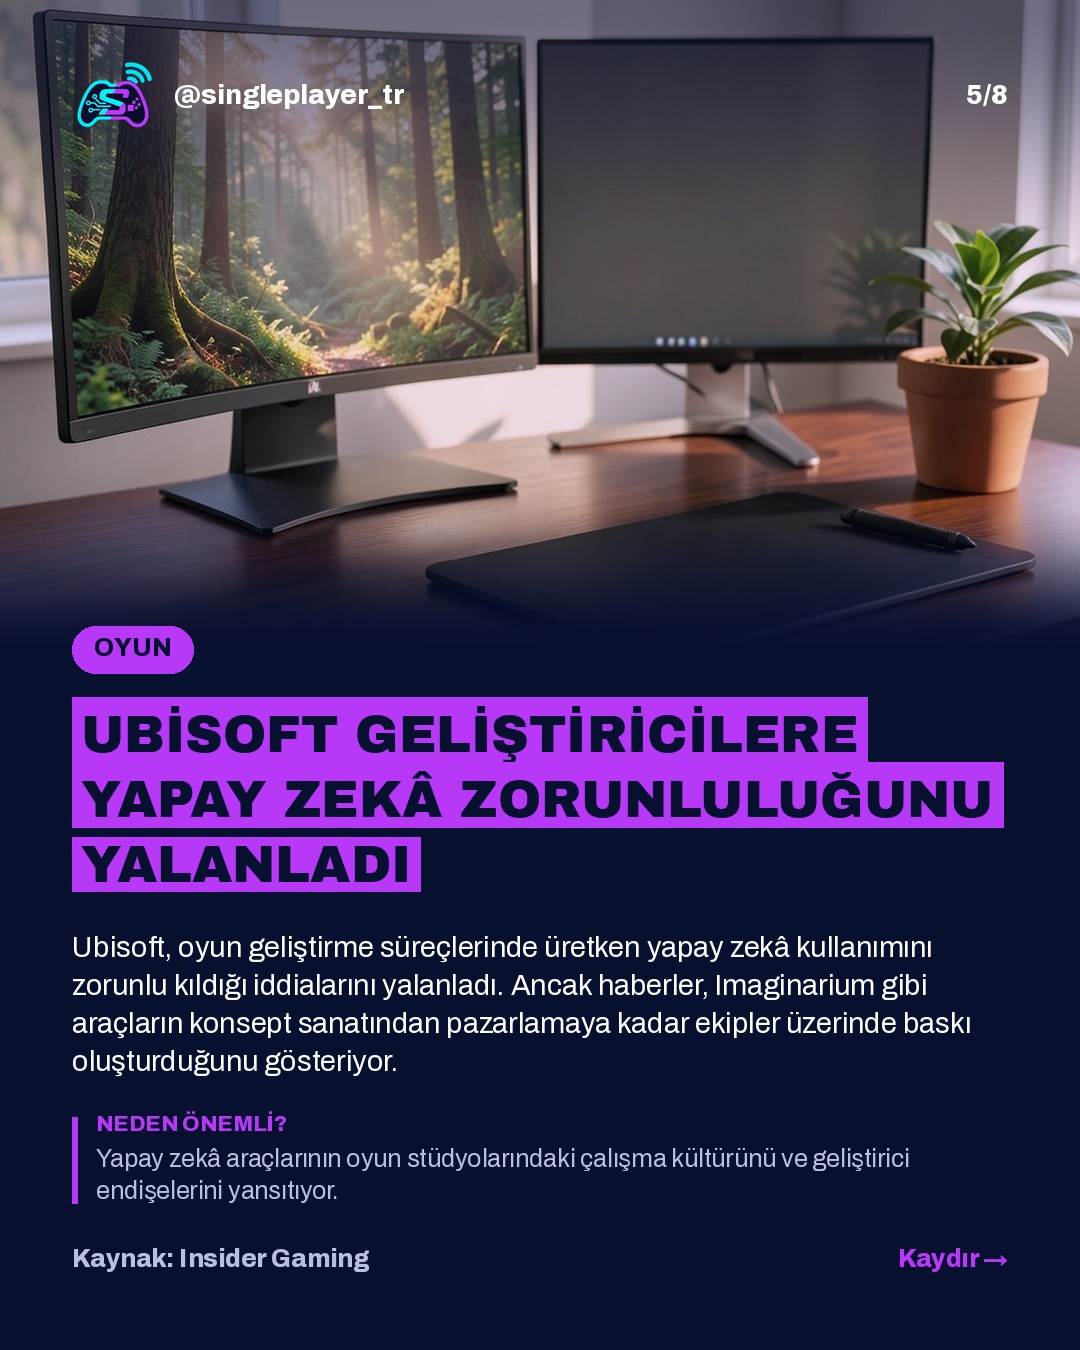 @singleplayer_tr
5/8
OYUN
UBİSOFT GELİŞTİRİCİLERE
YAPAY ZEKÂ ZORUNLULUĞUNU
YALANLADI
Ubisoft, oyun geliştirme süreçlerinde üretken yapay zekâ kullanımını
zorunlu kıldığı iddialarını yalanladı. Ancak haberler, Imaginarium gibi
araçların konsept sanatından pazarlamaya kadar ekipler üzerinde baskı
oluşturduğunu gösteriyor.
NEDEN ÖNEMLİ?
Yapay zekâ araçlarının oyun stüdyolarındaki çalışma kültürünü ve geliştirici
endişelerini yansıtıyor.
Kaynak: Insider Gaming
Kaydır →